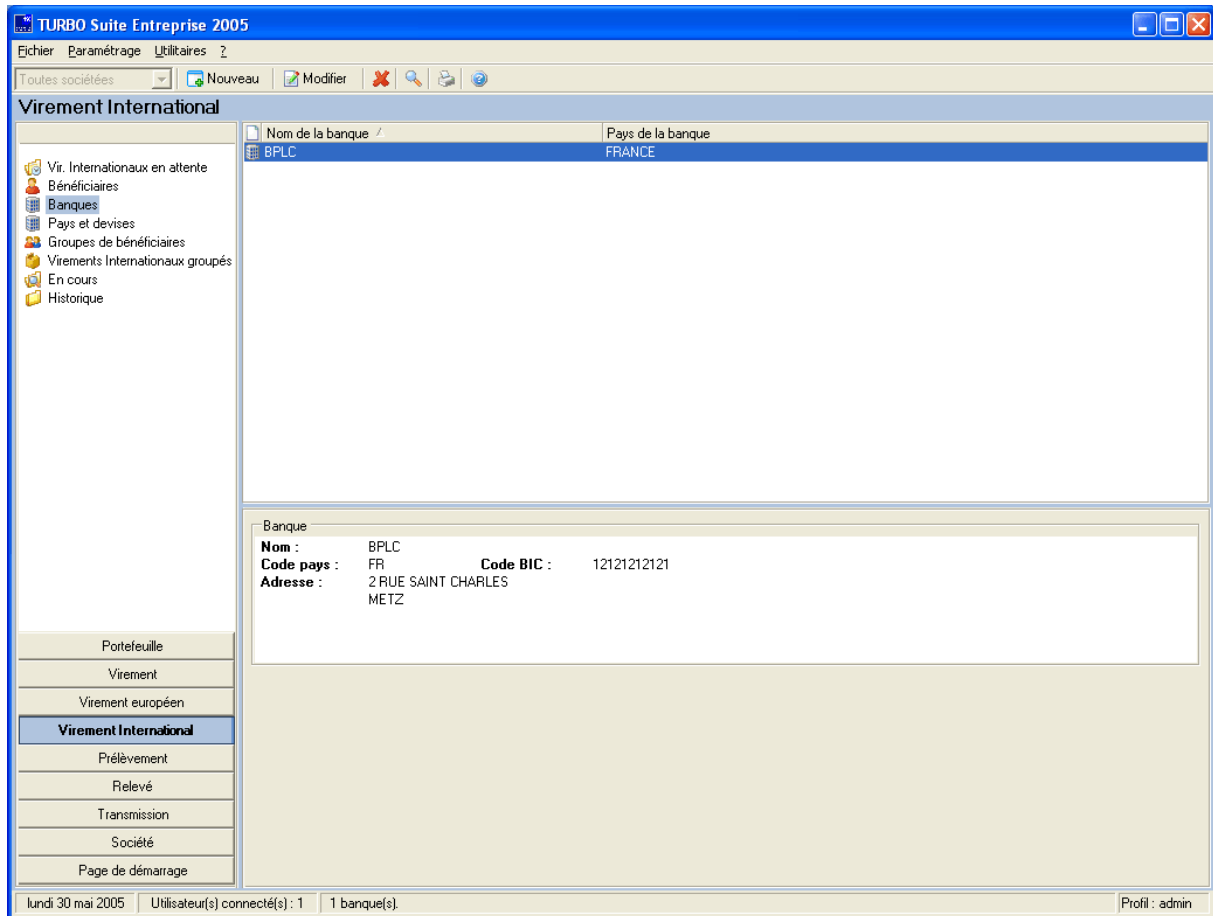 TURBO Suite Entreprise 2005
Fichier Paramétrage Utilitaires ?
Toutes sociétées Nouveau Modifier
Virement International
Nom de la banque Pays de la banque
BPLC FRANCE
Vir. Internationaux en attente
Bénéficiaires
Banques
Pays et devises
Groupes de bénéficiaires
Virements Internationaux groupés
En cours
Historique
Banque
Nom : BPLC
Code pays : FR Code BIC : 12121212121
Adresse : 2 RUE SAINT CHARLES
METZ
Portefeuille
Virement
Virement européen
Virement International
Prélèvement
Relevé
Transmission
Société
Page de démarrage
lundi 30 mai 2005 Utilisateur(s) connecté(s) : 1 1 banque(s). Profil : admin